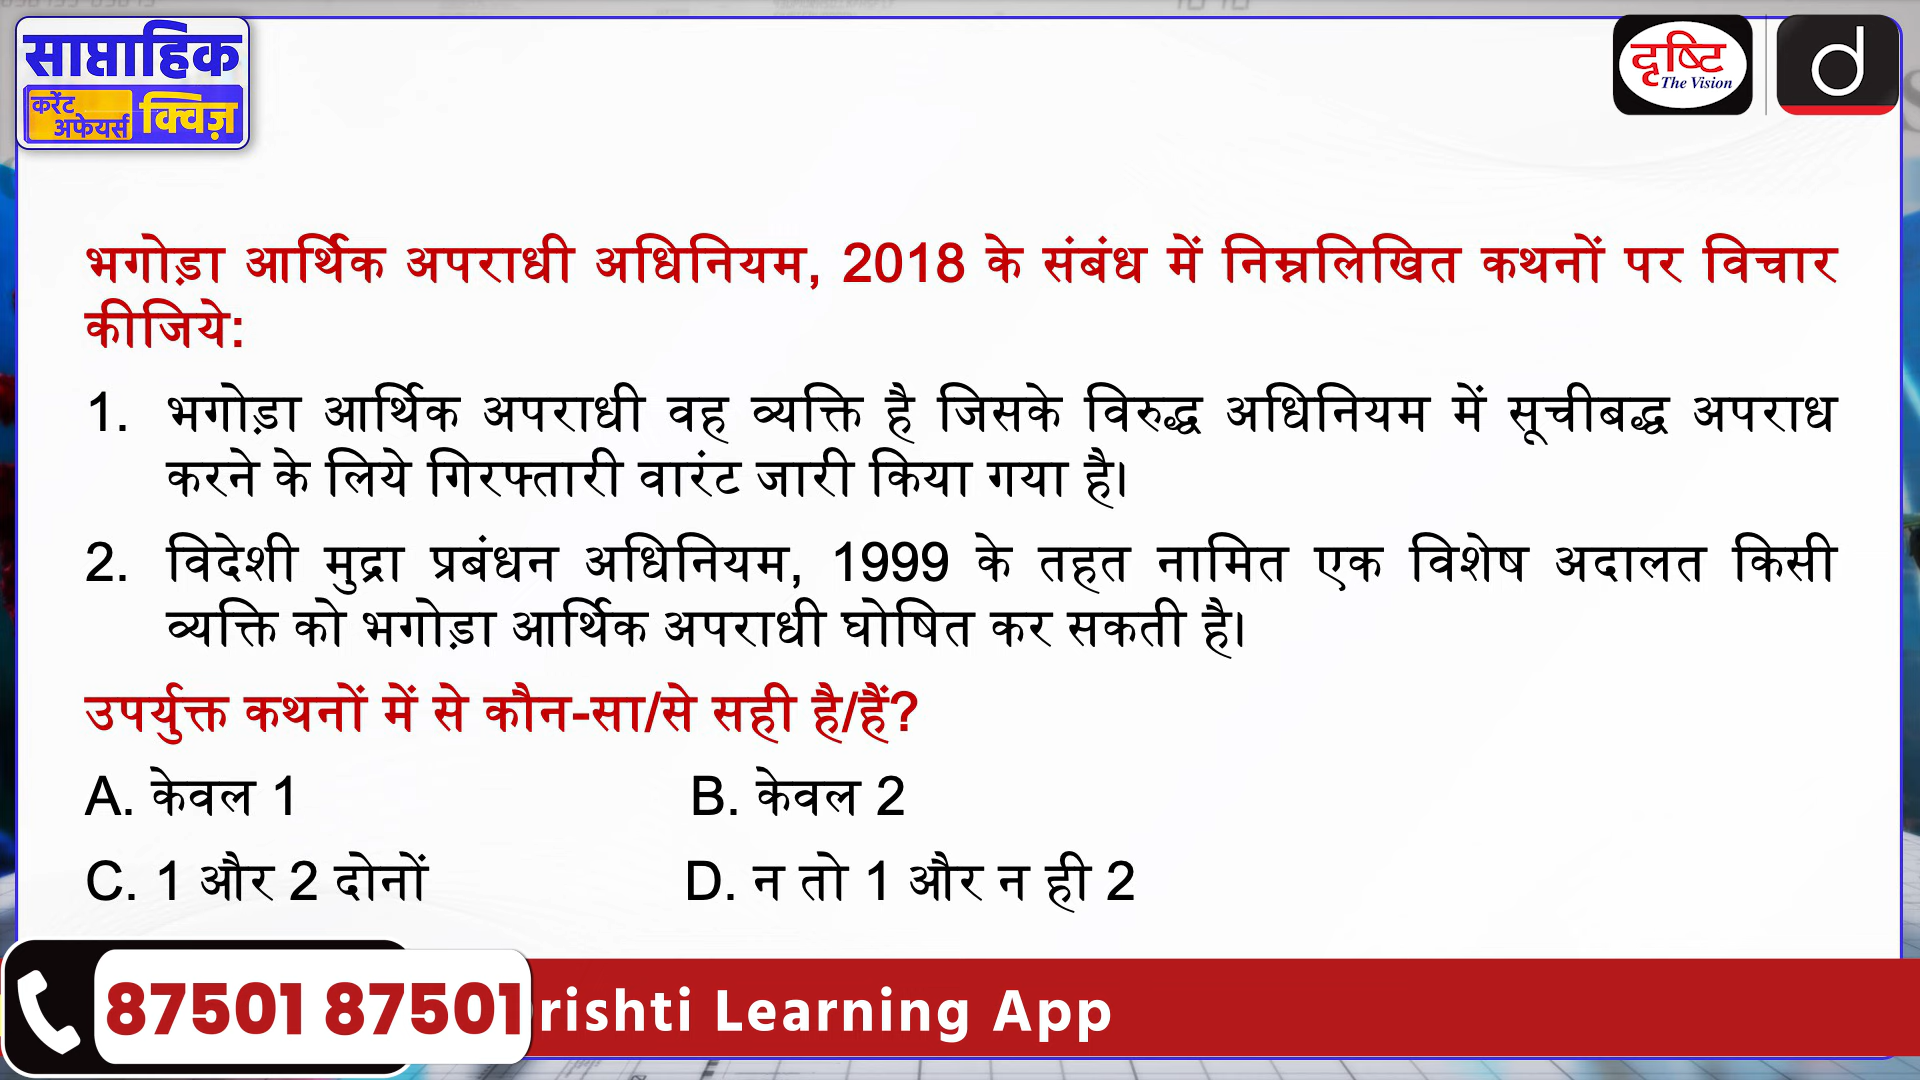 साप्ताहिक
करेंट
अफेयर्स क्विज़
दृष्टि
The Vision
d
भगोड़ा आर्थिक अपराधी अधिनियम, 2018 के संबंध में निम्नलिखित कथनों पर विचार
कीजिये:
1. भगोड़ा आर्थिक अपराधी वह व्यक्ति है जिसके विरुद्ध अधिनियम में सूचीबद्ध अपराध
करने के लिये गिरफ्तारी वारंट जारी किया गया है।
2. विदेशी मुद्रा प्रबंधन अधिनियम, 1999 के तहत नामित एक विशेष अदालत किसी
व्यक्ति को भगोड़ा आर्थिक अपराधी घोषित कर सकती है।
उपर्युक्त कथनों में से कौन-सा/से सही है/हैं?
A. केवल 1 B. केवल 2
C. 1 और 2 दोनों D. न तो 1 और न ही 2
87501 87501 rishti Learning App